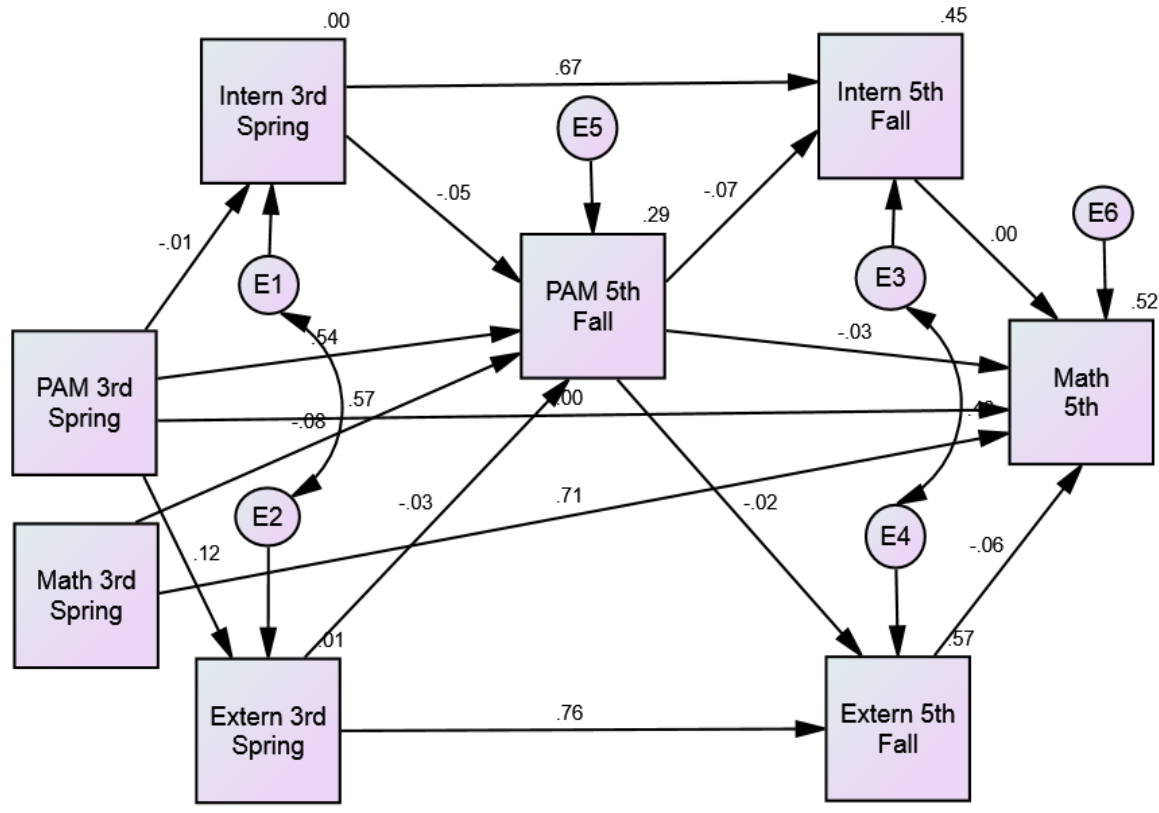 .00
.45
Intern 3rd
Spring
.67
Intern 5th
Fall
E5
-.05
-.07
.29
E6
-.01
E1
PAM 5th
Fall
E3
.00
.52
.54
-.03
PAM 3rd
Spring
.57
-.08
.00
Math
5th
E2
-.03
.71
-.02
E4
-.06
Math 3rd
Spring
.12
.01
.57
Extern 3rd
Spring
.76
Extern 5th
Fall